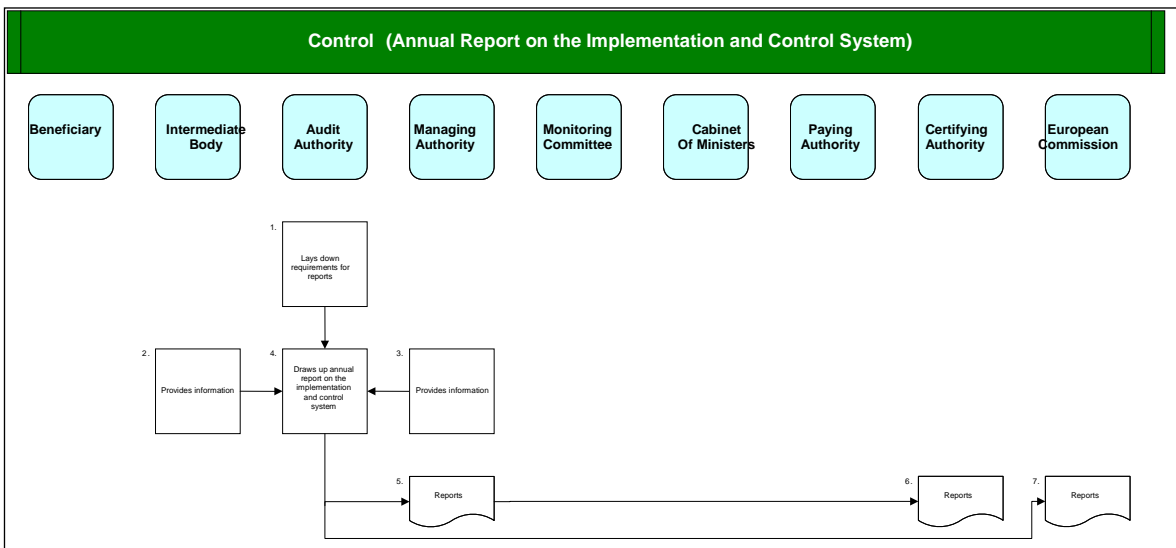 Control (Annual Report on the Implementation and Control System)
Beneficiary
Intermediate
Body
Audit
Authority
Managing
Authority
Monitoring
Committee
Cabinet
Of Ministers
Paying
Authority
Certifying
Authority
European
Commission
1.
Lays down
requirements for
reports
2.
Provides information
4.
Draws up annual
report on the
implementation
and control
system
3.
Provides information
5.
Reports
6.
Reports
7.
Reports